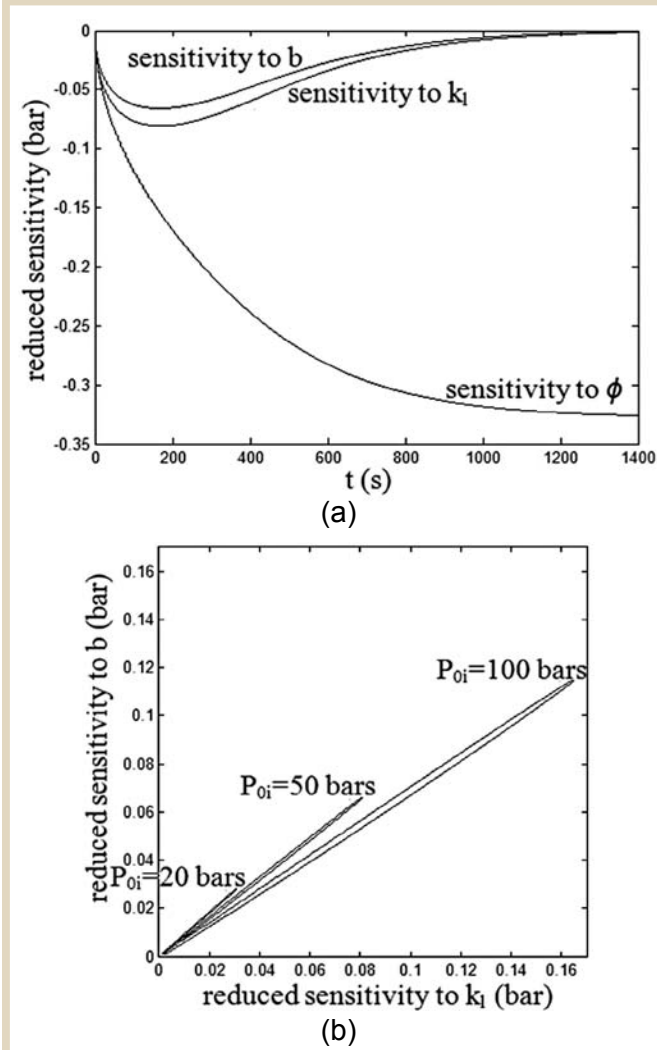 0
-0.05
-0.1
-0.15
-0.2
-0.25
-0.3
-0.35
reduced sensitivity (bar)
sensitivity to b
sensitivity to kl
sensitivity to ϕ
0 200 400 600 800 1000 1200 1400
t (s)
(a)
0.16
0.14
0.12
0.1
0.08
0.06
0.04
0.02
0
reduced sensitivity to b (bar)
P0i=100 bars
P0i=50 bars
P0i=20 bars
0 0.02 0.04 0.06 0.08 0.1 0.12 0.14 0.16
reduced sensitivity to kl (bar)
(b)